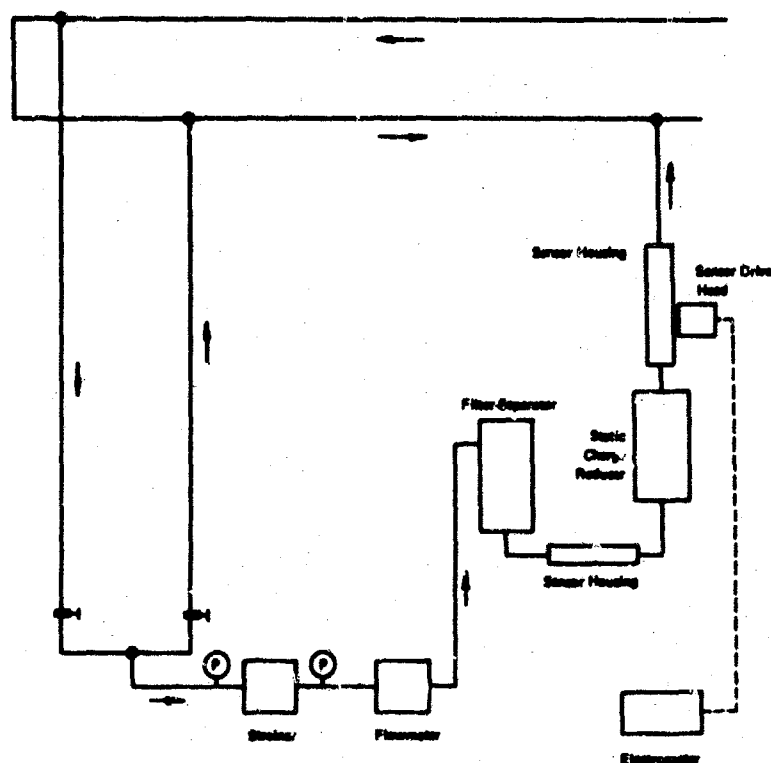 Sensor Housing
Sensor Drive
Head
Filter-Separator
Static
Charge
Reducer
Sensor Housing
P
P
Strainer
Flowmeter
Electrometer